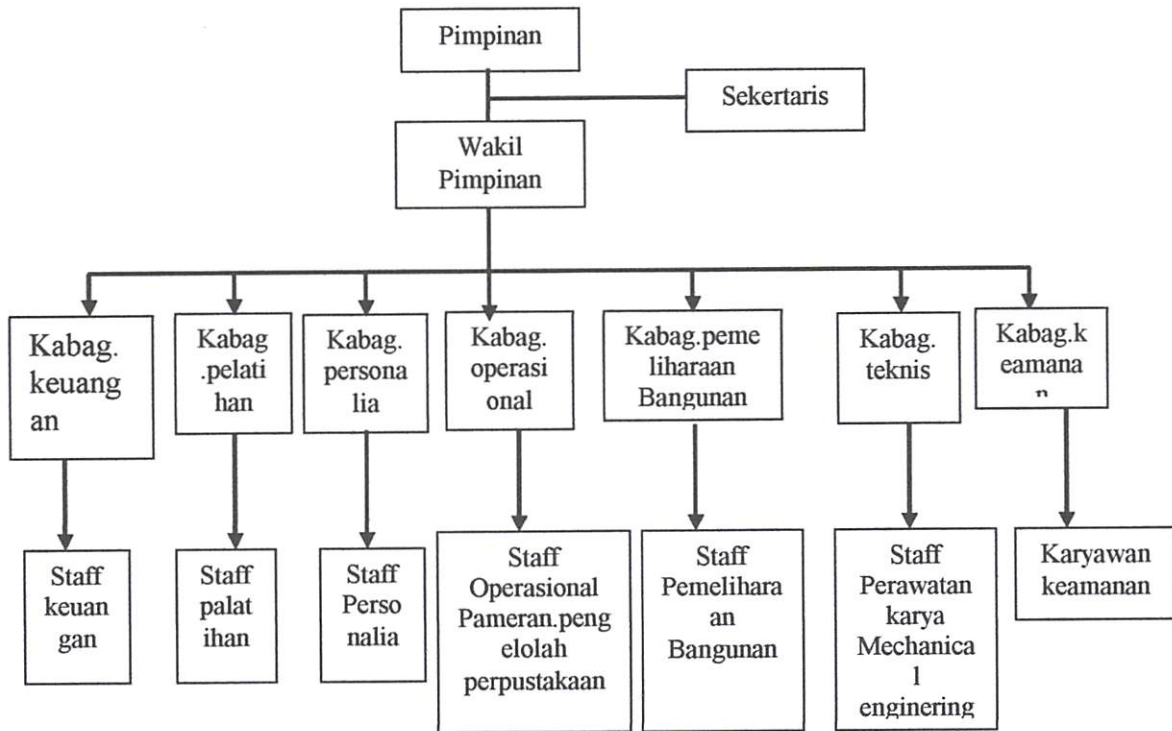 Pimpinan
Sekertaris
Wakil
Pimpinan
Kabag.
keuang
an
Kabag
.pelati
han
Kabag.
persona
lia
Kabag.
operasi
onal
Kabag.peme
liharaan
Bangunan
Kabag.
teknis
Kabag.k
eamana
n
Staff
keuan
gan
Staff
palat
ihan
Staff
Perso
nalia
Staff
Operasional
Pameran.peng
elolah
perpustakaan
Staff
Pemelihara
an
Bangunan
Staff
Perawatan
karya
Mechanica
l
enginering
Karyawan
keamanan